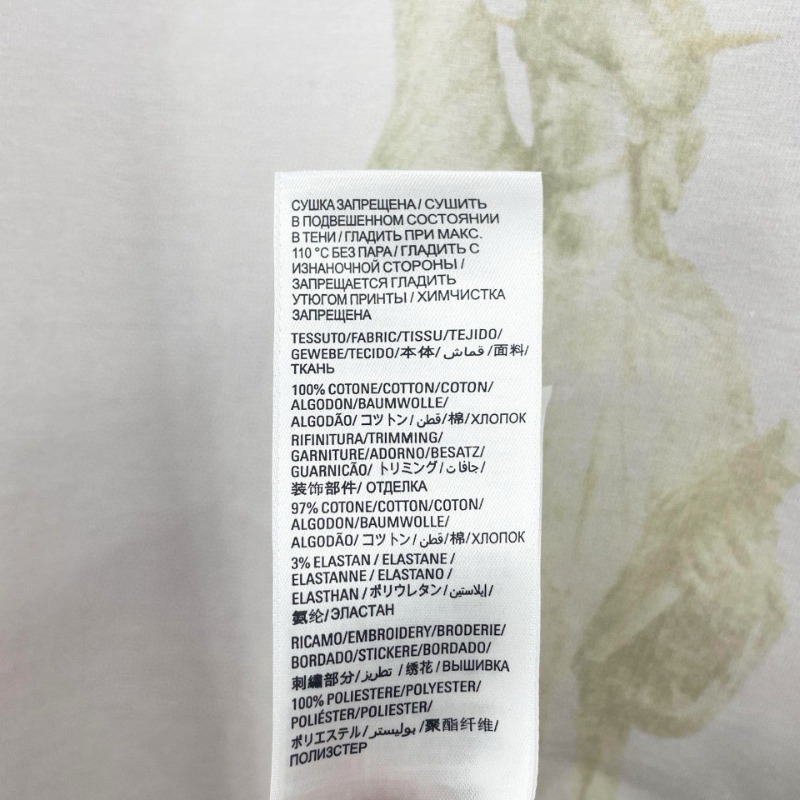 СУШКА ЗАПРЕЩЕНА / СУШИТЬ
В ПОДВЕШЕННОМ СОСТОЯНИИ
В ТЕНИ / ГЛАДИТЬ ПРИ МАКС.
110 °C БЕЗ ПАРА / ГЛАДИТЬ С
ИЗНАНОЧНОЙ СТОРОНЫ /
ЗАПРЕЩАЕТСЯ ГЛАДИТЬ
УТЮГОМ ПРИНТЫ / ХИМЧИСТКА
ЗАПРЕЩЕНА
TESSUTO/FABRIC/TISSU/TEJIDO/
GEWEBE/TECIDO/本体/ قماش /面料/
ТКАНЬ
100% COTONE/COTTON/COTON/
ALGODON/BAUMWOLLE/
ALGODÃO/ コットン/ قطن/棉/ХЛОПОК
RIFINITURA/TRIMMING/
GARNITURE/ADORNO/BESATZ/
GUARNICÃO/ トリミング/ جافات/
装饰部件/ ОТДЕЛКА
97% COTONE/COTTON/COTON/
ALGODON/BAUMWOLLE/
ALGODÃO/ コットン/ قطن/棉/ХЛОПОК
3% ELASTAN / ELASTANE /
ELASTANNE / ELASTANO /
ELASTHAN / ポリウレタン/ إيلاستين/
氨纶/ЭЛАСТАН
RICAMO/EMBROIDERY/BRODERIE/
BORDADO/STICKERE/BORDADO/
刺繡部分/ تطريز / 绣花 / ВЫШИВКА
100% POLIESTERE/POLYESTER/
POLIÉSTER/POLIESTER/
ポリエステル/ بوليستر /聚酯纤维/
ПОЛИЗСТЕР